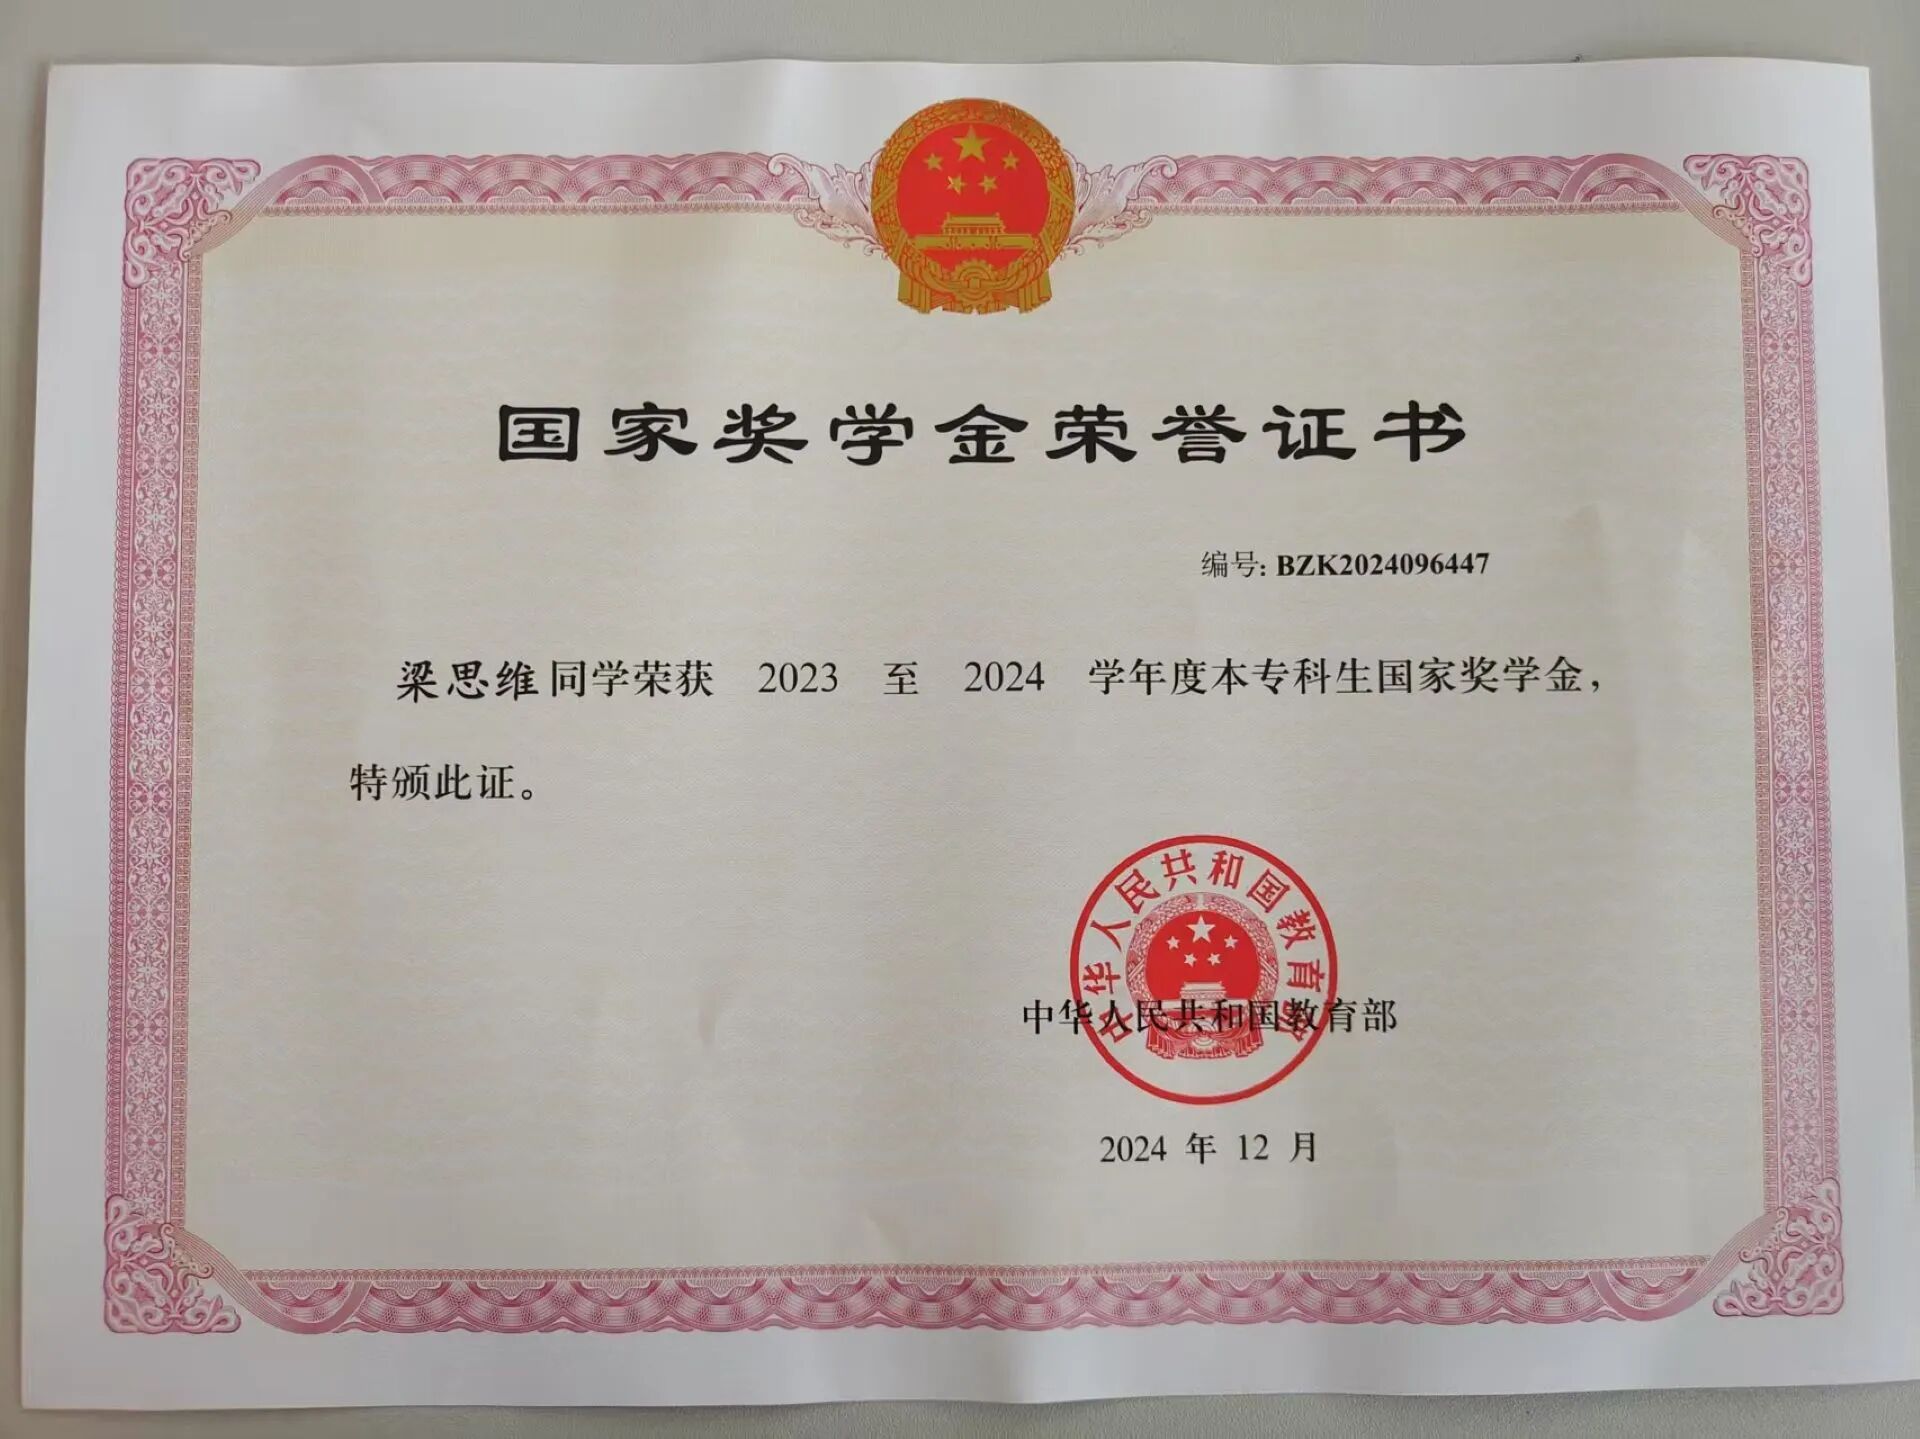 国家奖学金荣誉证书
编号: BZK2024096447
梁思维同学荣获 2023 至 2024 学年度本专科生国家奖学金，
特颁此证。
中华人民共和国教育部
中华人民共和国教育部
2024 年 12 月